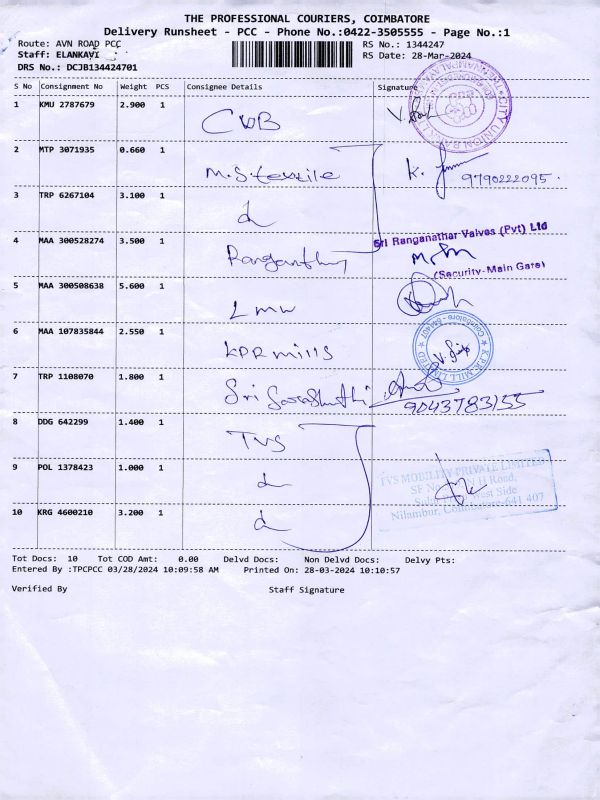 THE PROFESSIONAL COURIERS, COIMBATORE
Delivery Runsheet - PCC - Phone No.:0422-3505555 - Page No.:1
Route: AVN ROAD PCC
RS No.: 1344247
Staff: ELANKAVI
RS Date: 28-Mar-2024
DRS No.: DCJB134424701
S No Consignment No Weight PCS Consignee Details Signature
1 KMU 2787679 2.900 1 CUB
2 MTP 3071935 0.660 1 M.S textile 9790222095.
3 TRP 6267104 3.100 1
Sri Ranganathar Valves (Pvt) Ltd
4 MAA 300528274 3.500 1
(Security-Main Gate)
5 MAA 300508638 5.600 1 LMW
6 MAA 107835844 2.550 1 KPR mills
7 TRP 1108070 1.800 1 Sri 9043783155
8 DDG 642299 1.400 1 TVS
9 POL 1378423 1.000 1
TVS MOBILITY PRIVATE LIMITED
10 KRG 4600210 3.200 1
West Side
Nilambur, Coimbatore-641 407
Tot Docs: 10 Tot COD Amt: 0.00 Delvd Docs: Non Delvd Docs: Delvy Pts:
Entered By :TPCPCC 03/28/2024 10:09:58 AM Printed On: 28-03-2024 10:10:57
Verified By Staff Signature